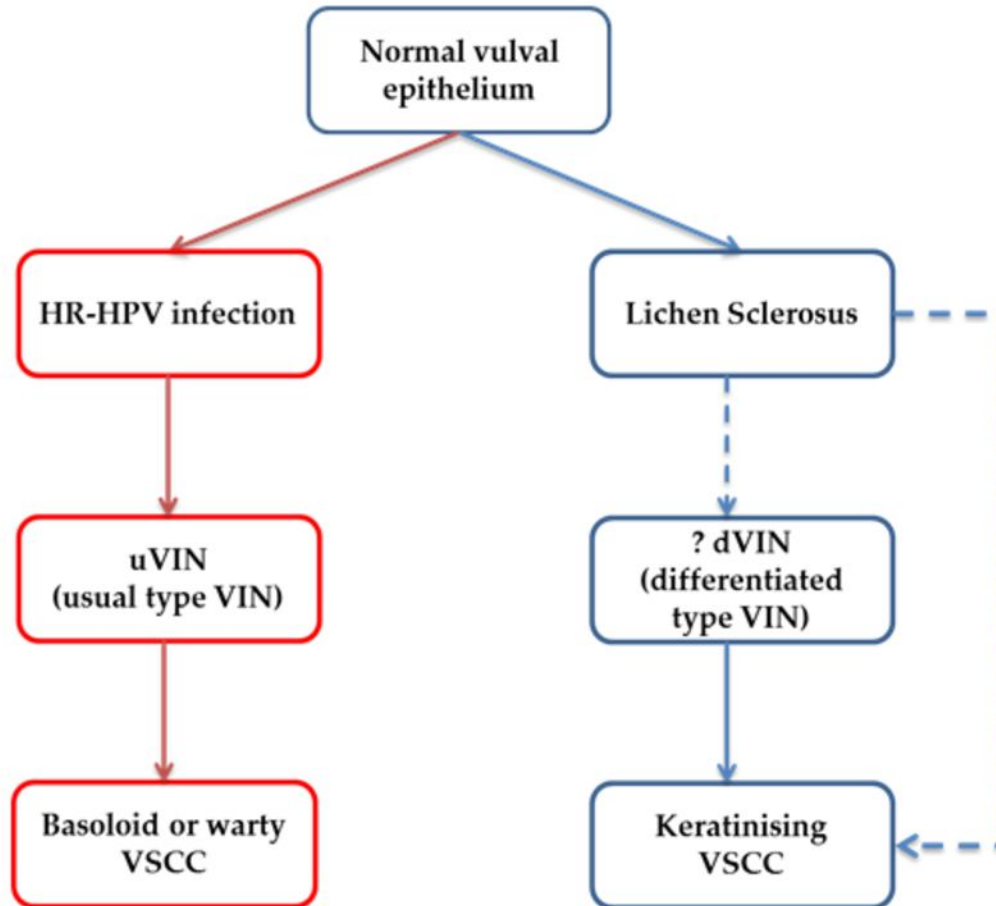 Normal vulval
epithelium
HR-HPV infection
Lichen Sclerosus
uVIN
(usual type VIN)
? dVIN
(differentiated
type VIN)
Basoloid or warty
VSCC
Keratinising
VSCC